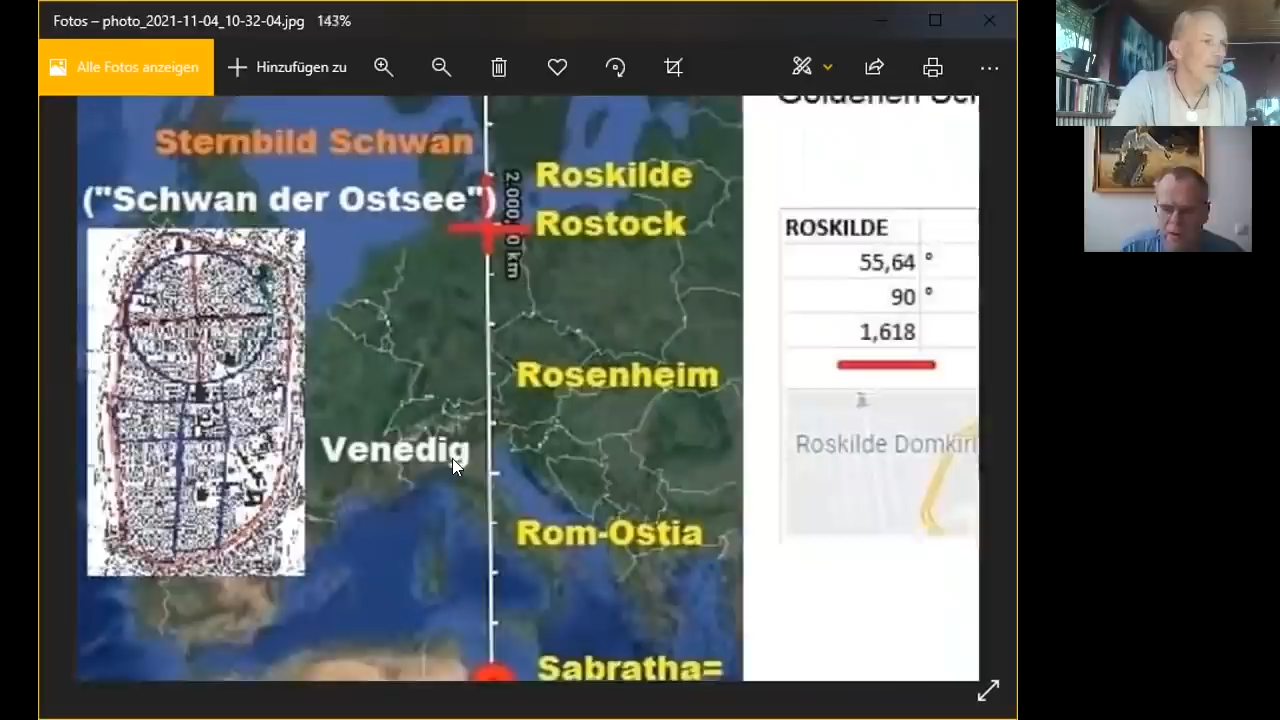 Fotos – photo_2021-11-04_10-32-04.jpg 143%
Alle Fotos anzeigen
Hinzufügen zu
Sternbild Schwan
("Schwan der Ostsee")
Roskilde
Rostock
Rosenheim
Venedig
Rom-Ostia
Sabratha=
ROSKILDE
55,64 °
90 °
1,618
Roskilde Domkir